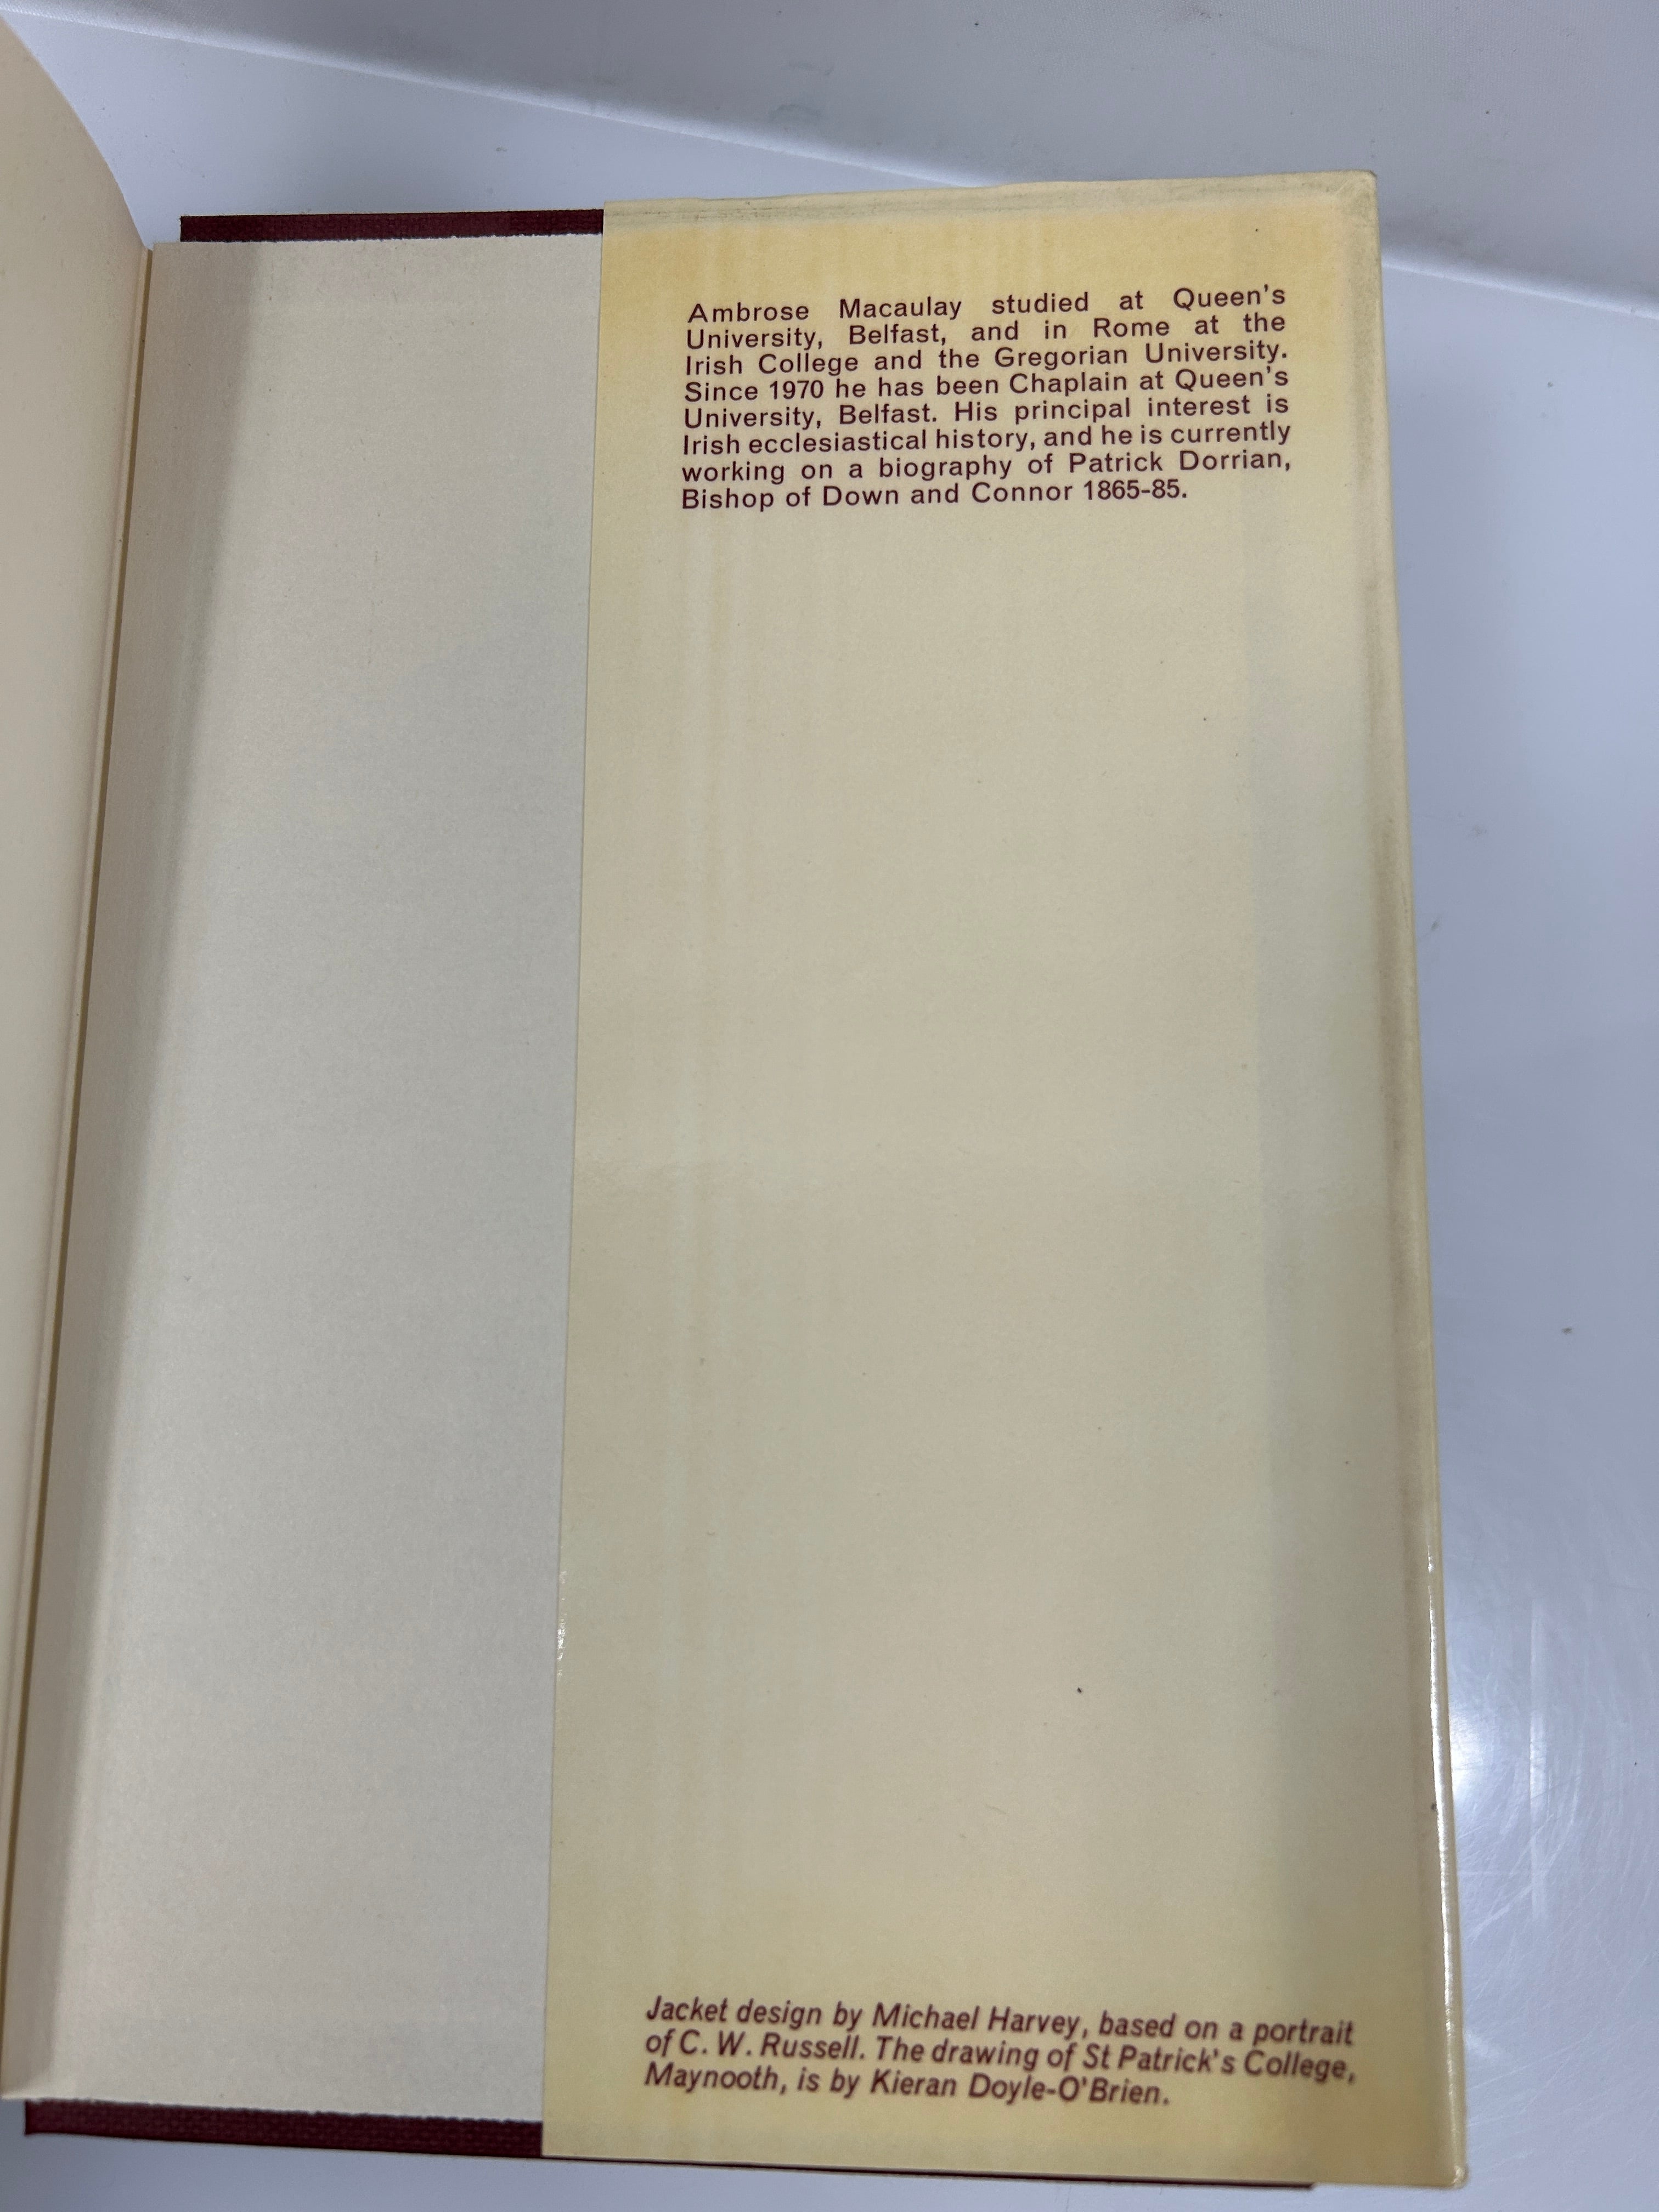 Ambrose Macaulay studied at Queen's
University, Belfast, and in Rome at the
Irish College and the Gregorian University.
Since 1970 he has been Chaplain at Queen's
University, Belfast. His principal interest is
Irish ecclesiastical history, and he is currently
working on a biography of Patrick Dorrian,
Bishop of Down and Connor 1865-85.
Jacket design by Michael Harvey, based on a portrait
of C. W. Russell. The drawing of St Patrick's College,
Maynooth, is by Kieran Doyle-O'Brien.